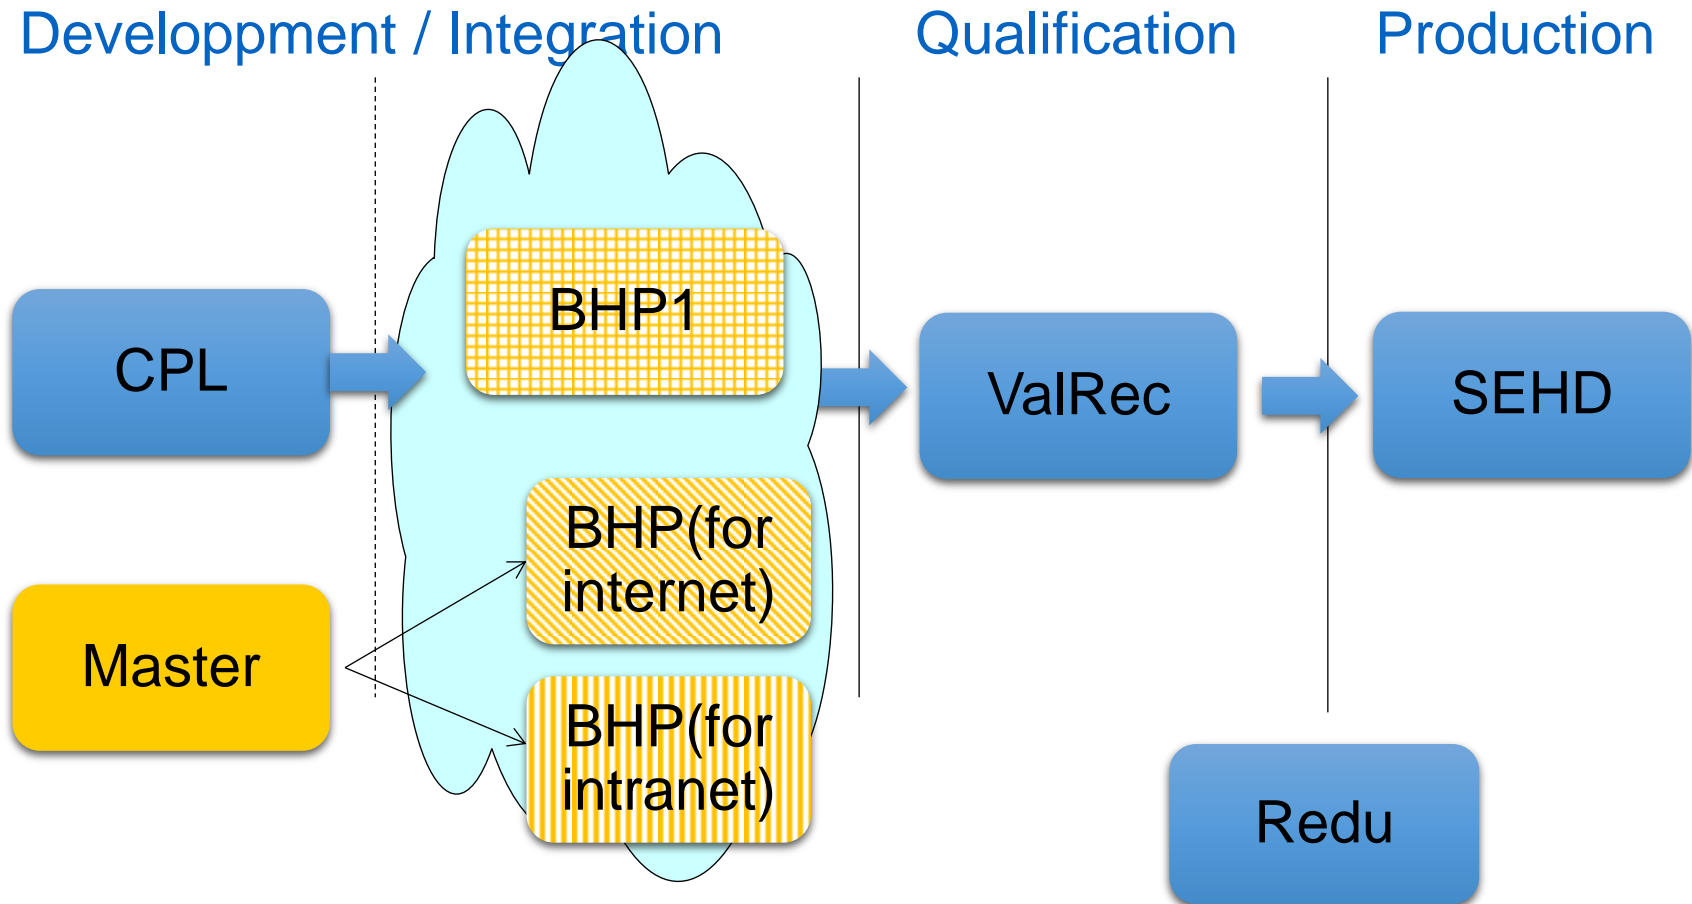 Developpment / Integration
Qualification
Production
BHP1
CPL
ValRec
SEHD
BHP(for
internet)
Master
BHP(for
intranet)
Redu